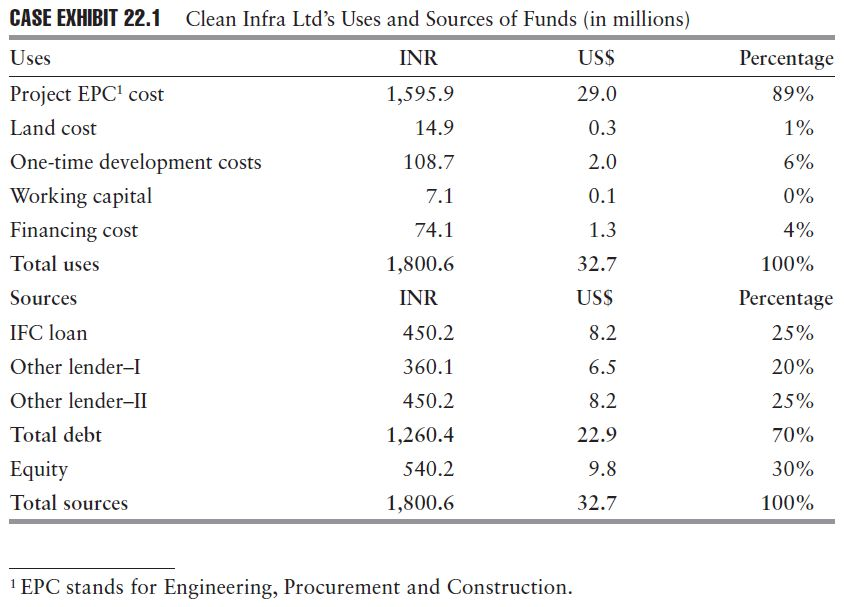 CASE EXHIBIT 22.1 Clean Infra Ltd's Uses and Sources of Funds (in millions)
Uses INR US$ Percentage
Project EPC¹ cost 1,595.9 29.0 89%
Land cost 14.9 0.3 1%
One-time development costs 108.7 2.0 6%
Working capital 7.1 0.1 0%
Financing cost 74.1 1.3 4%
Total uses 1,800.6 32.7 100%
Sources INR US$ Percentage
IFC loan 450.2 8.2 25%
Other lender–I 360.1 6.5 20%
Other lender–II 450.2 8.2 25%
Total debt 1,260.4 22.9 70%
Equity 540.2 9.8 30%
Total sources 1,800.6 32.7 100%
¹ EPC stands for Engineering, Procurement and Construction.